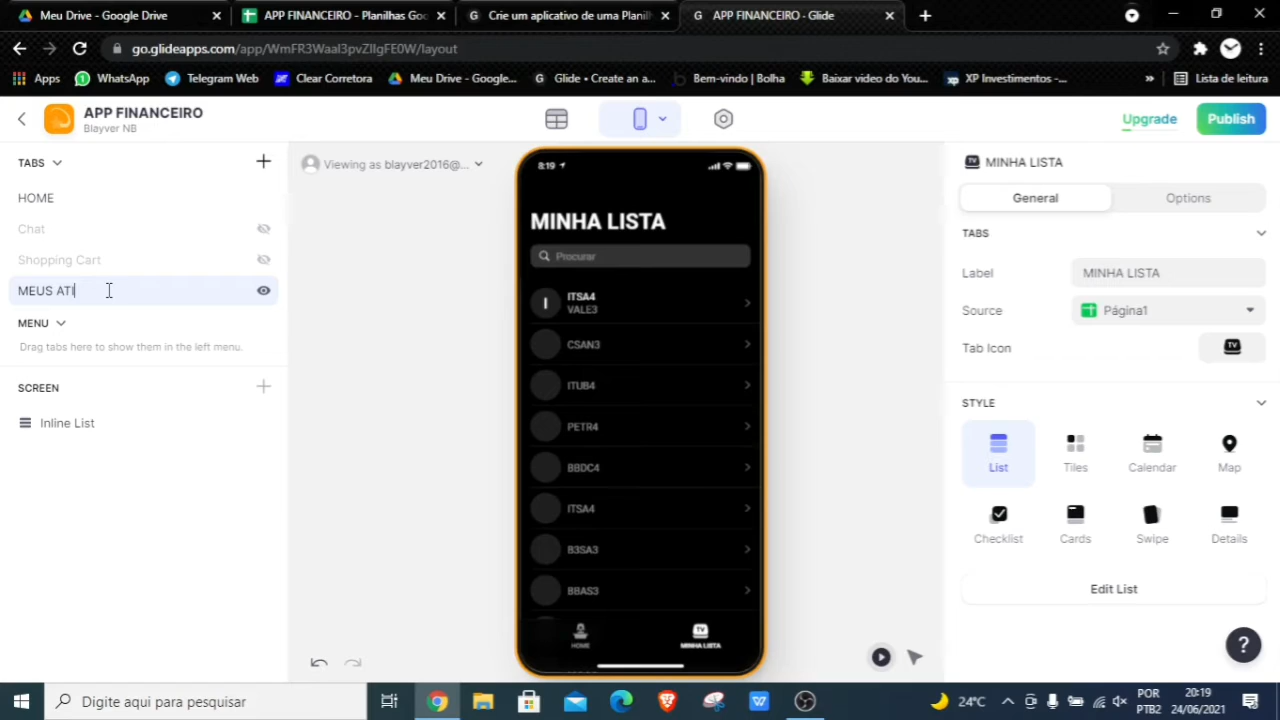 Meu Drive - Google Drive
APP FINANCEIRO - Planilhas Go
Crie um aplicativo de uma Planil
APP FINANCEIRO - Glide
go.glideapps.com/app/WmFR3Waal3pvZIlgFE0W/layout
Apps
WhatsApp
Telegram Web
Clear Corretora
Meu Drive - Google...
Glide • Create an a...
Bem-vindo | Bolha
Baixar video do You...
XP Investimentos -...
»
Lista de leitura
APP FINANCEIRO
Blayver NB
Upgrade
Publish
TABS
HOME
Chat
Shopping Cart
MEUS ATI
MENU
Drag tabs here to show them in the left menu.
SCREEN
Inline List
Viewing as blayver2016@...
8:19
MINHA LISTA
Procurar
I
ITSA4
VALE3
CSAN3
ITUB4
PETR4
BBDC4
ITSA4
B3SA3
BBAS3
HOME
TV
MINHA LISTA
TV
MINHA LISTA
General
Options
TABS
Label
MINHA LISTA
Source
Página1
Tab Icon
TV
STYLE
List
Tiles
Calendar
Map
Checklist
Cards
Swipe
Details
Edit List
?
Digite aqui para pesquisar
24°C
POR
PTB2
20:19
24/06/2021